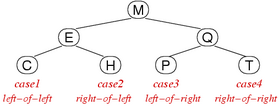 M
E Q
C H P T
case1 case2 case3 case4
left-of-left right-of-left left-of-right right-of-right